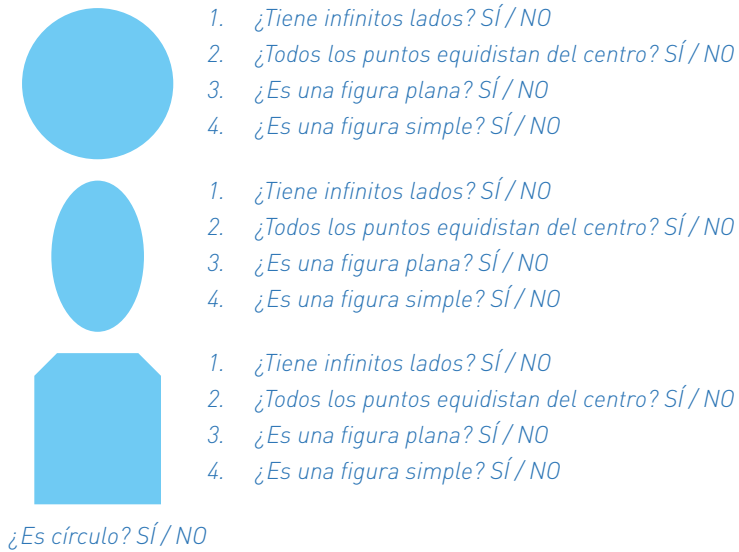 1. ¿Tiene infinitos lados? SÍ / NO
2. ¿Todos los puntos equidistan del centro? SÍ / NO
3. ¿Es una figura plana? SÍ / NO
4. ¿Es una figura simple? SÍ / NO
1. ¿Tiene infinitos lados? SÍ / NO
2. ¿Todos los puntos equidistan del centro? SÍ / NO
3. ¿Es una figura plana? SÍ / NO
4. ¿Es una figura simple? SÍ / NO
1. ¿Tiene infinitos lados? SÍ / NO
2. ¿Todos los puntos equidistan del centro? SÍ / NO
3. ¿Es una figura plana? SÍ / NO
4. ¿Es una figura simple? SÍ / NO
¿Es círculo? SÍ / NO